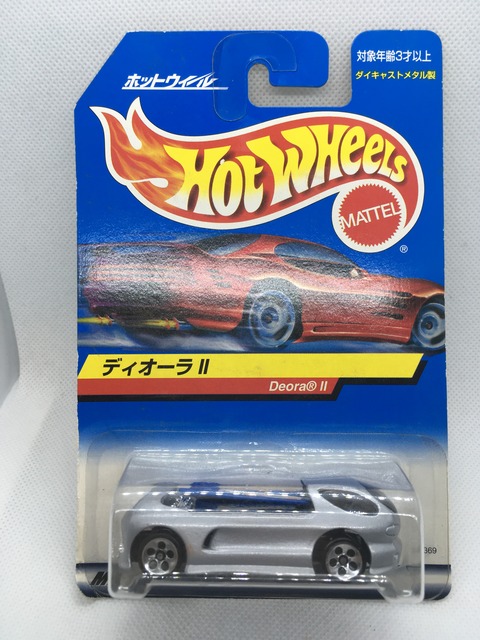 対象年齢3才以上
ホットウィール
ダイキャストメタル製
HOT WHEELS
MATTEL
®
ディオーラ II
Deora® II